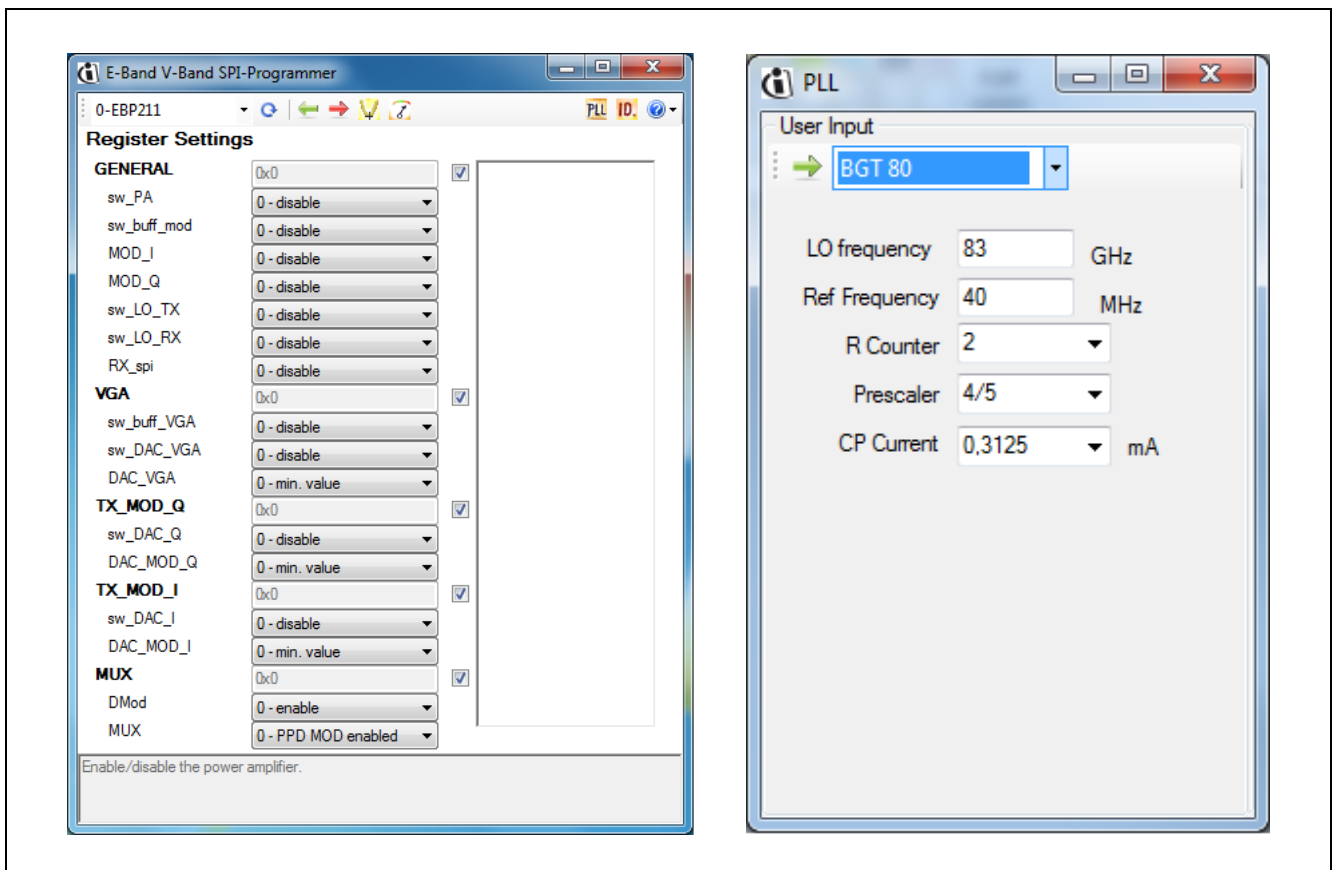 E-Band V-Band SPI-Programmer
0-EBP211
PLL ID.
Register Settings
GENERAL 0x0
sw_PA 0 - disable
sw_buff_mod 0 - disable
MOD_I 0 - disable
MOD_Q 0 - disable
sw_LO_TX 0 - disable
sw_LO_RX 0 - disable
RX_spi 0 - disable
VGA 0x0
sw_buff_VGA 0 - disable
sw_DAC_VGA 0 - disable
DAC_VGA 0 - min. value
TX_MOD_Q 0x0
sw_DAC_Q 0 - disable
DAC_MOD_Q 0 - min. value
TX_MOD_I 0x0
sw_DAC_I 0 - disable
DAC_MOD_I 0 - min. value
MUX 0x0
DMod 0 - enable
MUX 0 - PPD MOD enabled
Enable/disable the power amplifier.
PLL
User Input
BGT 80
LO frequency 83 GHz
Ref Frequency 40 MHz
R Counter 2
Prescaler 4/5
CP Current 0,3125 mA